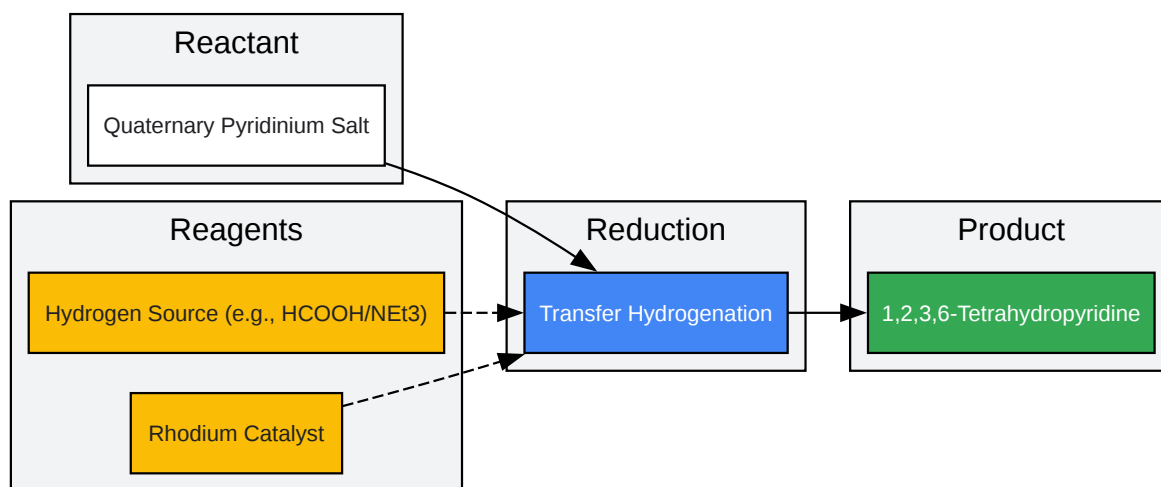 Reactant
Quaternary Pyridinium Salt
Reagents
Hydrogen Source (e.g., HCOOH/NEt3)
Rhodium Catalyst
Reduction
Transfer Hydrogenation
Product
1,2,3,6-Tetrahydropyridine